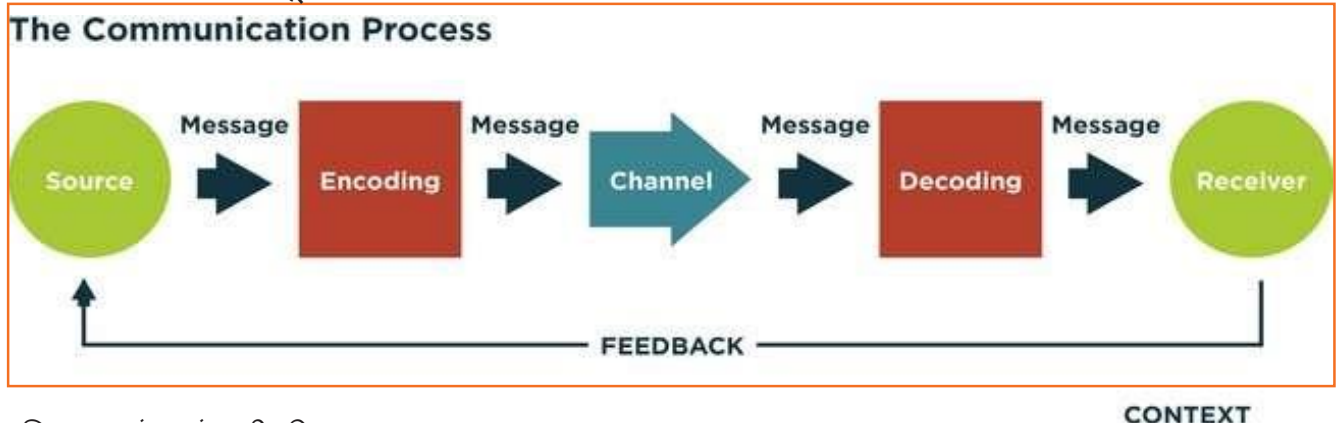 The Communication Process
Message Message Message Message
Source Encoding Channel Decoding Receiver
FEEDBACK
CONTEXT